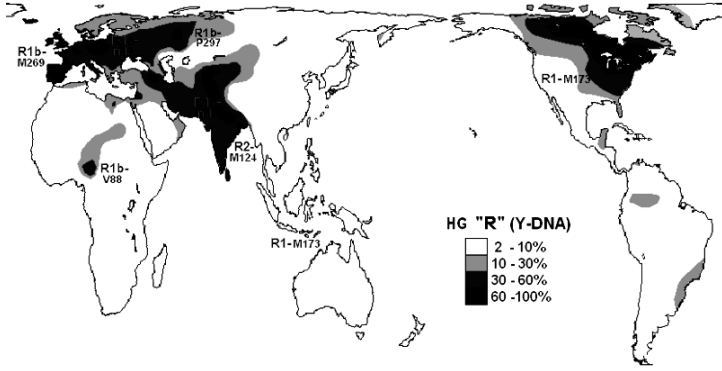 R1b-
M269
R1b-
P297
R1-M173
R2-
M124
R1b-
V88
R1-M173
HG "R" (Y-DNA)
2 - 10%
10 - 30%
30 - 60%
60 -100%